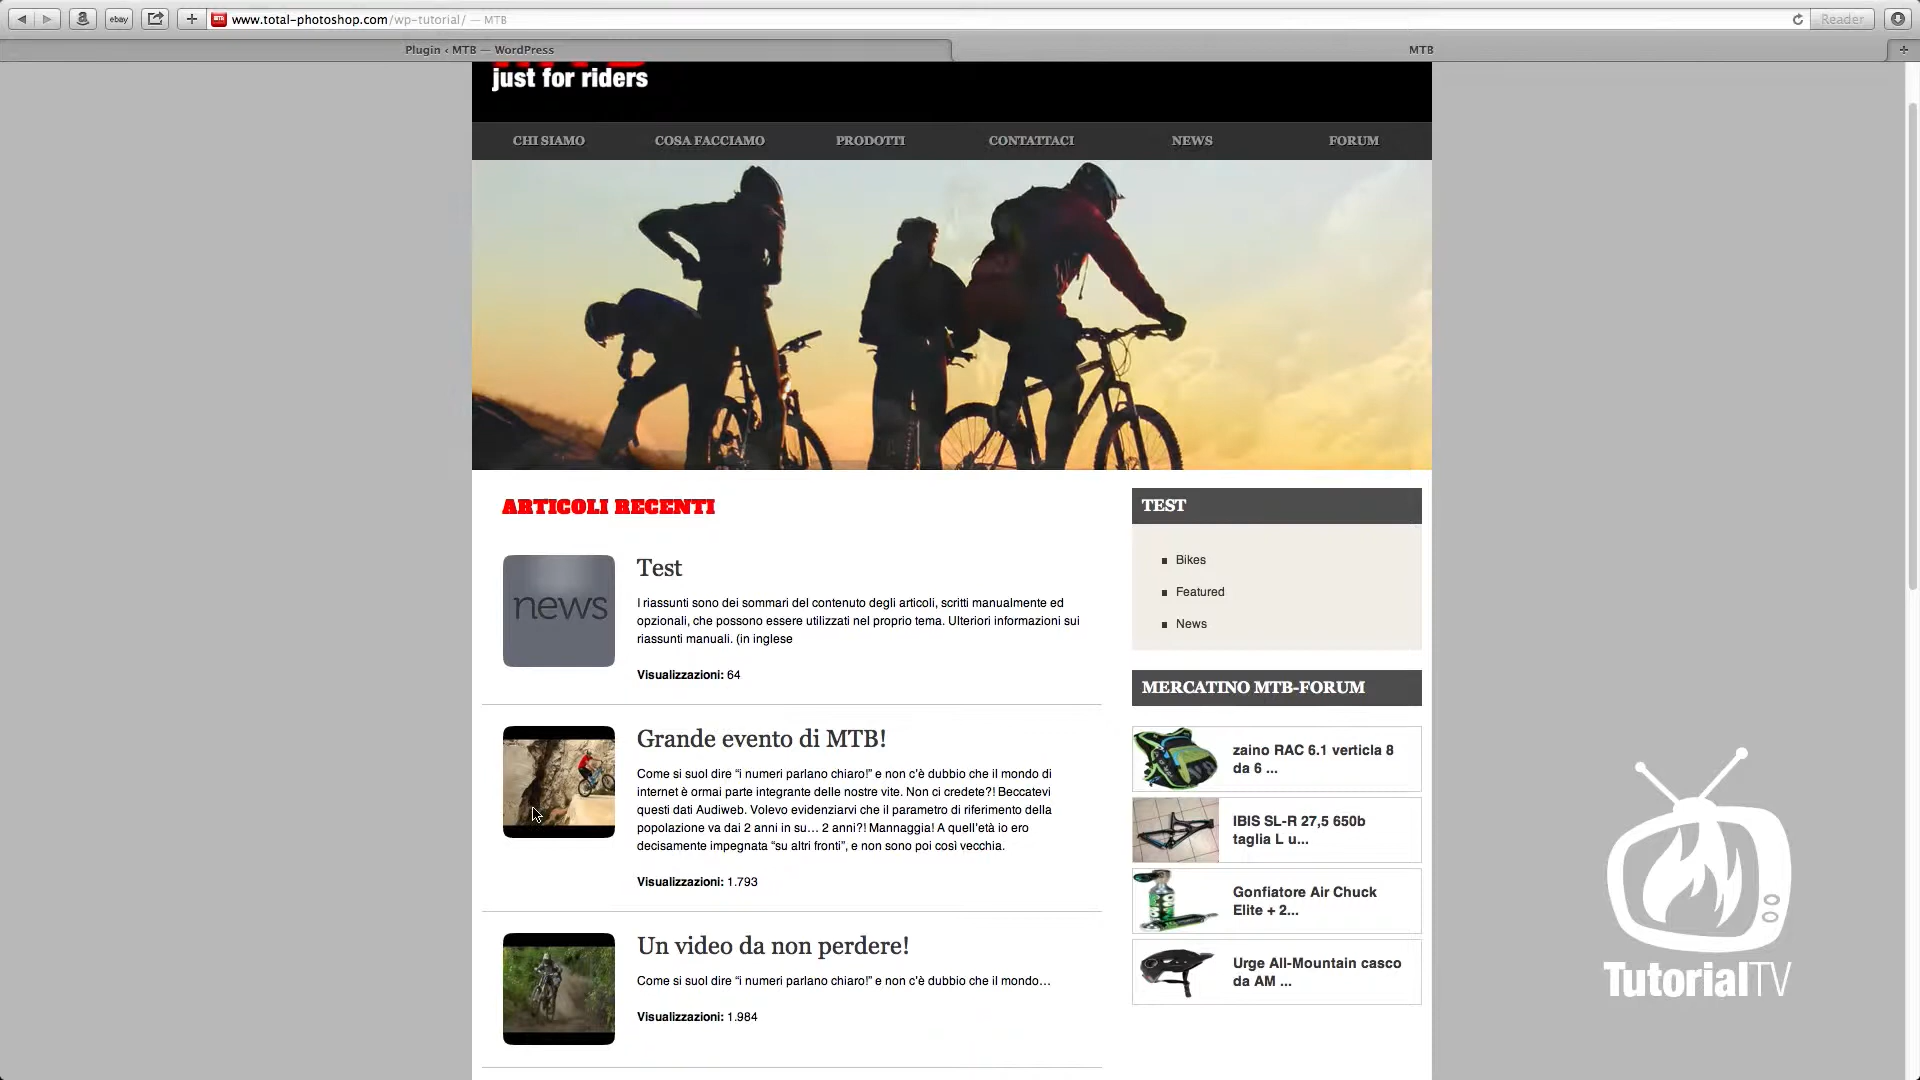 www.total-photoshop.com/wp-tutorial/ — MTB
Reader
ebay
Plugin ‹ MTB — WordPress
MTB
just for riders
CHI SIAMO
COSA FACCIAMO
PRODOTTI
CONTATTACI
NEWS
FORUM
ARTICOLI RECENTI
news
Test
I riassunti sono dei sommari del contenuto degli articoli, scritti manualmente ed
opzionali, che possono essere utilizzati nel proprio tema. Ulteriori informazioni sui
riassunti manuali. (in inglese
Visualizzazioni: 64
Grande evento di MTB!
Come si suol dire “i numeri parlano chiaro!” e non c’è dubbio che il mondo di
internet è ormai parte integrante delle nostre vite. Non ci credete?! Beccatevi
questi dati Audiweb. Volevo evidenziarvi che il parametro di riferimento della
popolazione va dai 2 anni in su… 2 anni?! Mannaggia! A quell’età io ero
decisamente impegnata “su altri fronti”, e non sono poi così vecchia.
Visualizzazioni: 1.793
Un video da non perdere!
Come si suol dire “i numeri parlano chiaro!” e non c’è dubbio che il mondo…
Visualizzazioni: 1.984
TEST
Bikes
Featured
News
MERCATINO MTB-FORUM
zaino RAC 6.1 verticla 8
da 6 ...
IBIS SL-R 27,5 650b
taglia L u...
Gonfiatore Air Chuck
Elite + 2...
Urge All-Mountain casco
da AM ...
TutorialTV